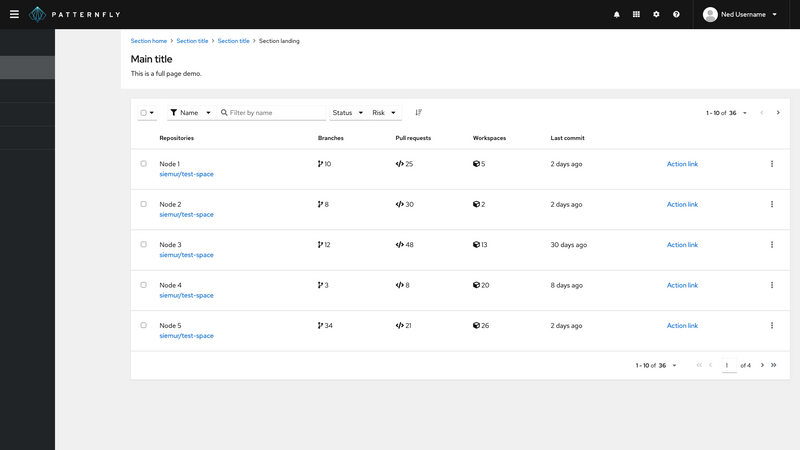 PATTERNFLY
Ned Username
Section home > Section title > Section title > Section landing
Main title
This is a full page demo.
Name
Filter by name
Status
Risk
1 - 10 of 36
Repositories Branches Pull requests Workspaces Last commit
Node 1 10 25 5 2 days ago Action link
siemur/test-space
Node 2 8 30 2 2 days ago Action link
siemur/test-space
Node 3 12 48 13 30 days ago Action link
siemur/test-space
Node 4 3 8 20 8 days ago Action link
siemur/test-space
Node 5 34 21 26 2 days ago Action link
siemur/test-space
1 - 10 of 36
1 of 4